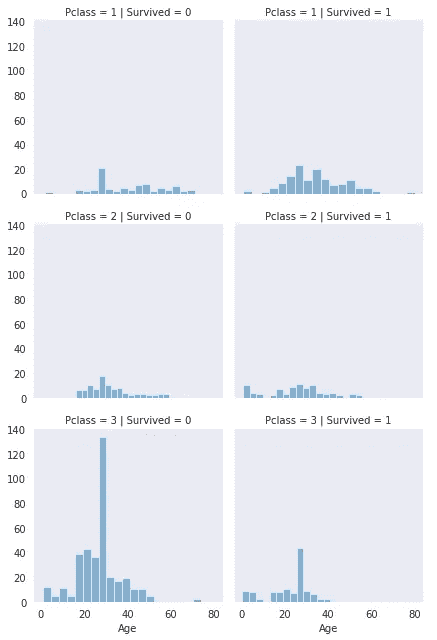 Pclass = 1 | Survived = 0
Pclass = 1 | Survived = 1
140
120
100
80
60
40
20
0
Pclass = 2 | Survived = 0
Pclass = 2 | Survived = 1
140
120
100
80
60
40
20
0
Pclass = 3 | Survived = 0
Pclass = 3 | Survived = 1
140
120
100
80
60
40
20
0
0 20 40 60 80
0 20 40 60 80
Age
Age